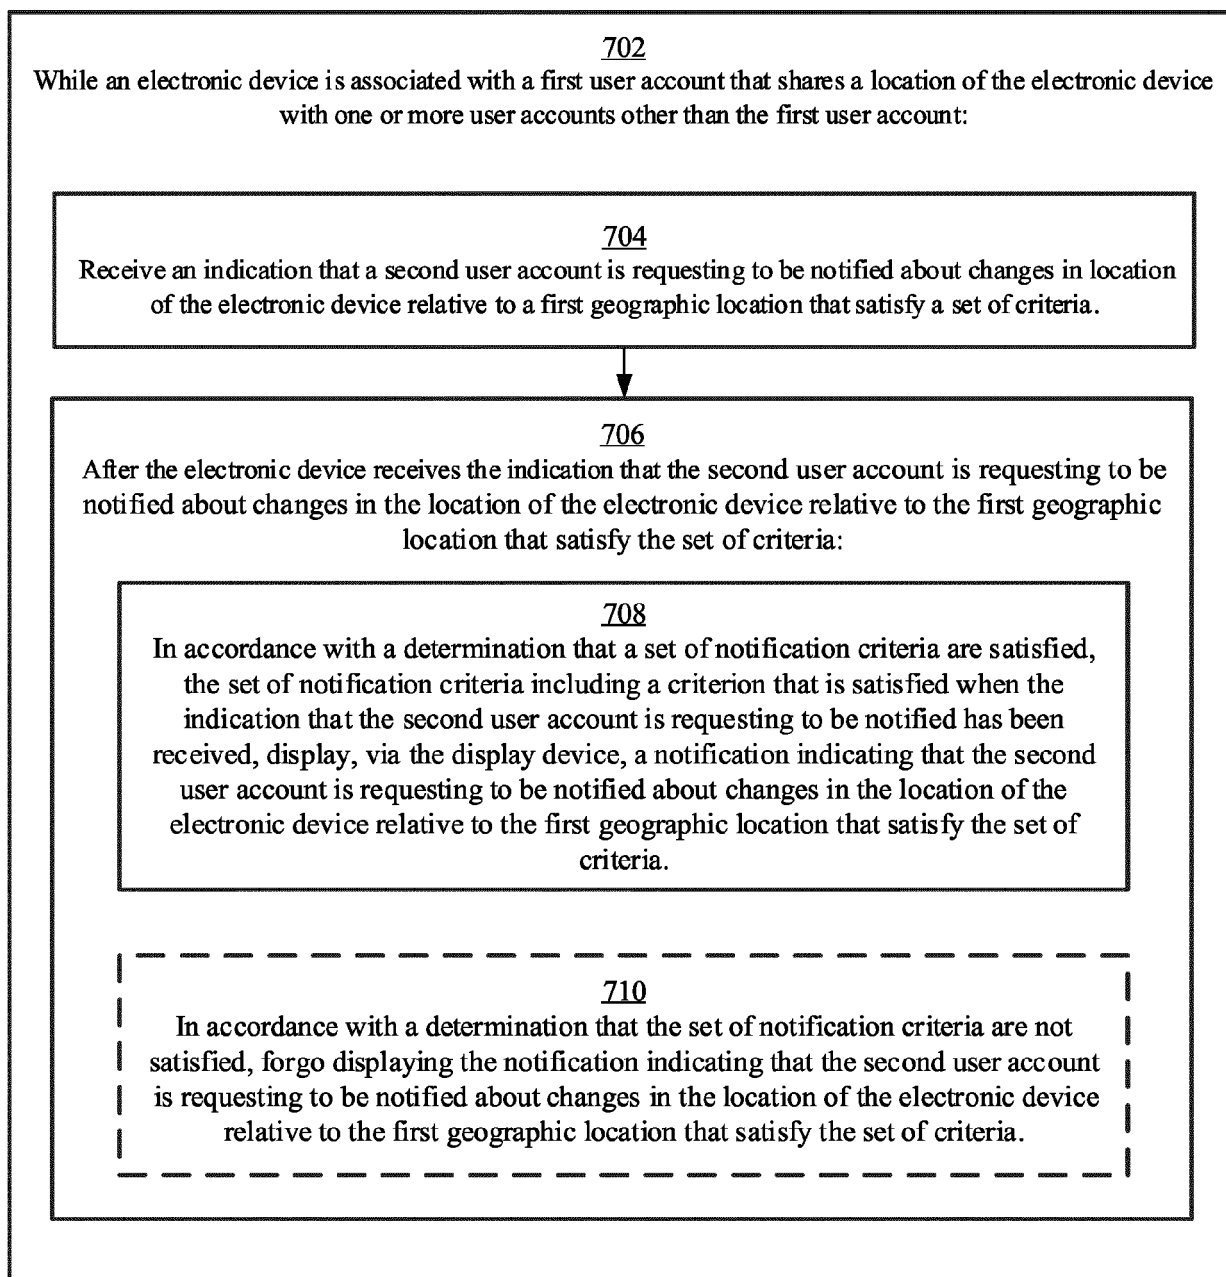 702
While an electronic device is associated with a first user account that shares a location of the electronic device
with one or more user accounts other than the first user account:
704
Receive an indication that a second user account is requesting to be notified about changes in location
of the electronic device relative to a first geographic location that satisfy a set of criteria.
706
After the electronic device receives the indication that the second user account is requesting to be
notified about changes in the location of the electronic device relative to the first geographic
location that satisfy the set of criteria:
708
In accordance with a determination that a set of notification criteria are satisfied,
the set of notification criteria including a criterion that is satisfied when the
indication that the second user account is requesting to be notified has been
received, display, via the display device, a notification indicating that the second
user account is requesting to be notified about changes in the location of the
electronic device relative to the first geographic location that satisfy the set of
criteria.
710
In accordance with a determination that the set of notification criteria are not
satisfied, forgo displaying the notification indicating that the second user account
is requesting to be notified about changes in the location of the electronic device
relative to the first geographic location that satisfy the set of criteria.